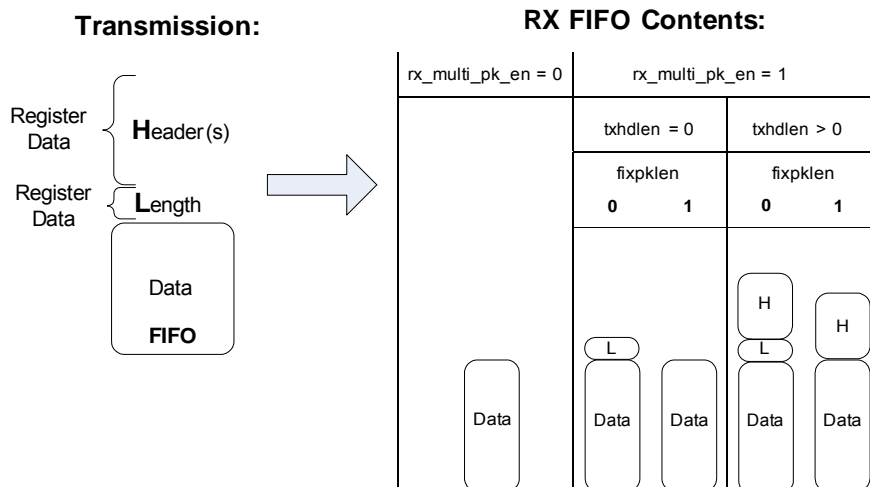 Transmission:
RX FIFO Contents:
Register
Data
Header(s)
Register
Data
Length
Data
FIFO
rx_multi_pk_en = 0
rx_multi_pk_en = 1
txhdlen = 0
txhdlen > 0
fixpklen
fixpklen
0 1
0 1
H
H
L
L
Data
Data
Data
Data
Data